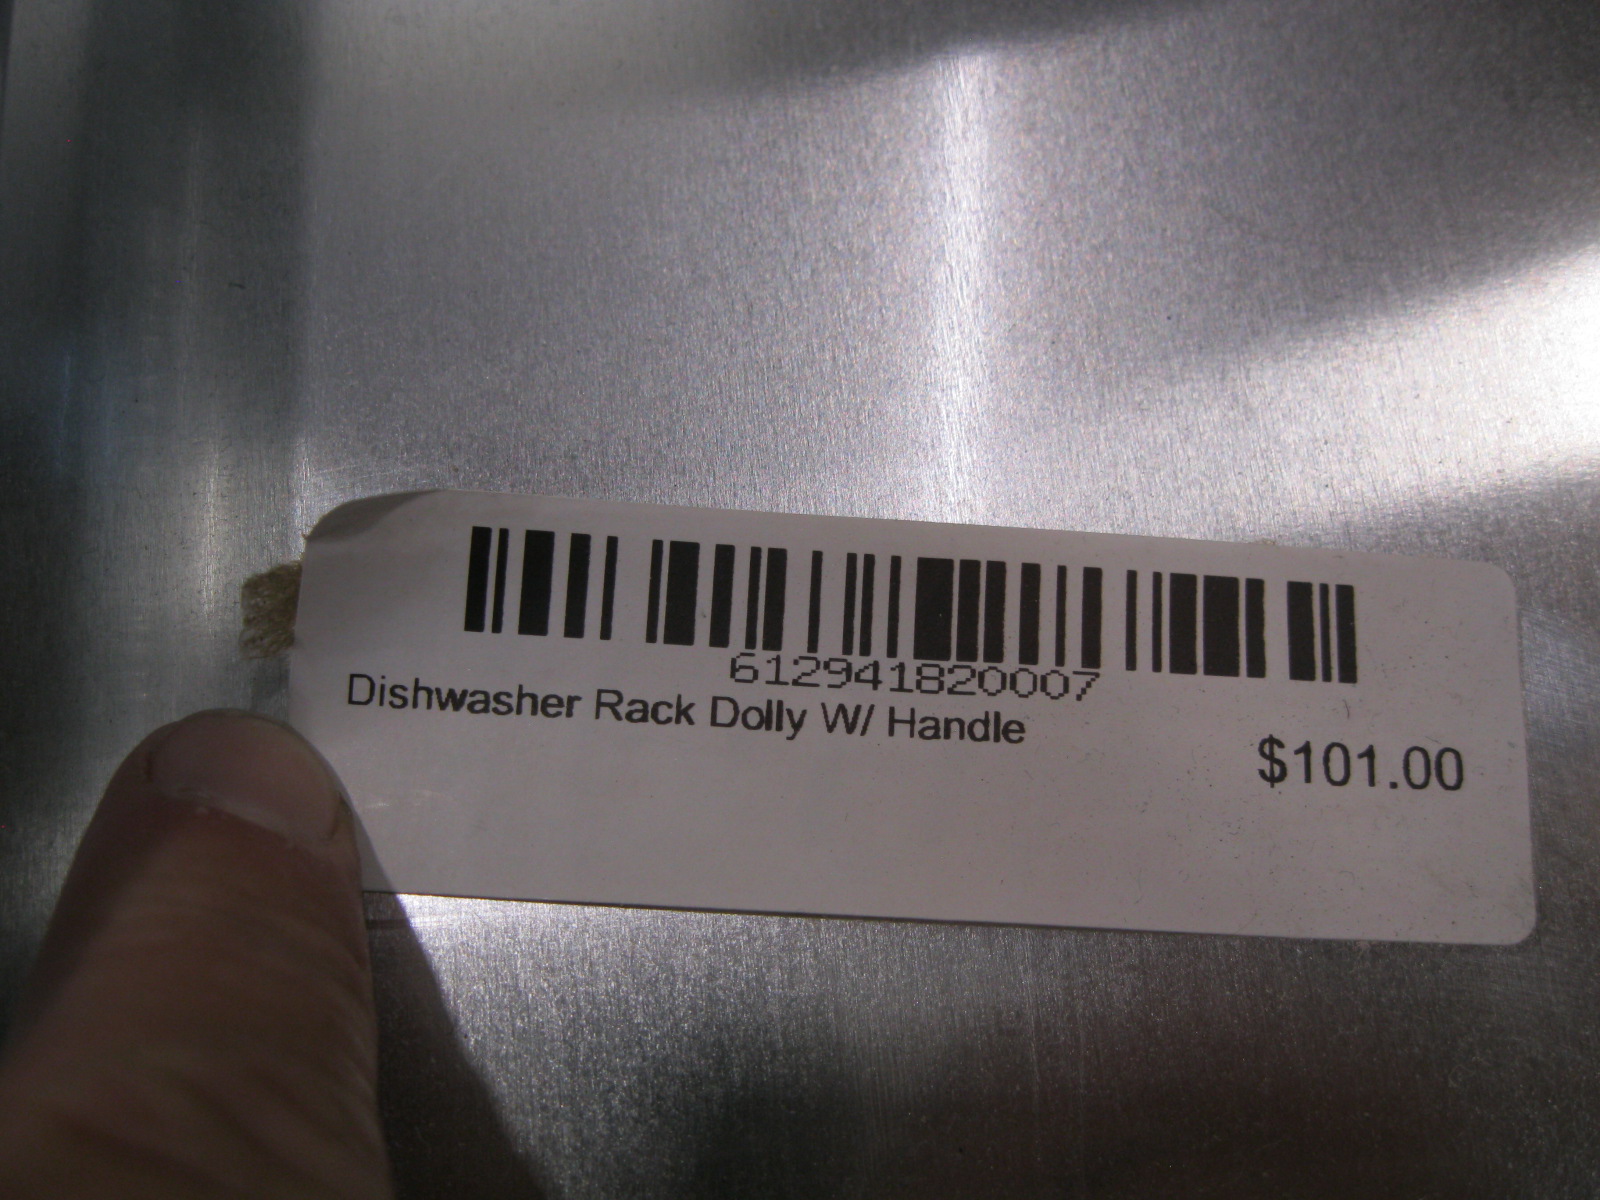 612941820007
Dishwasher Rack Dolly W/ Handle
$101.00